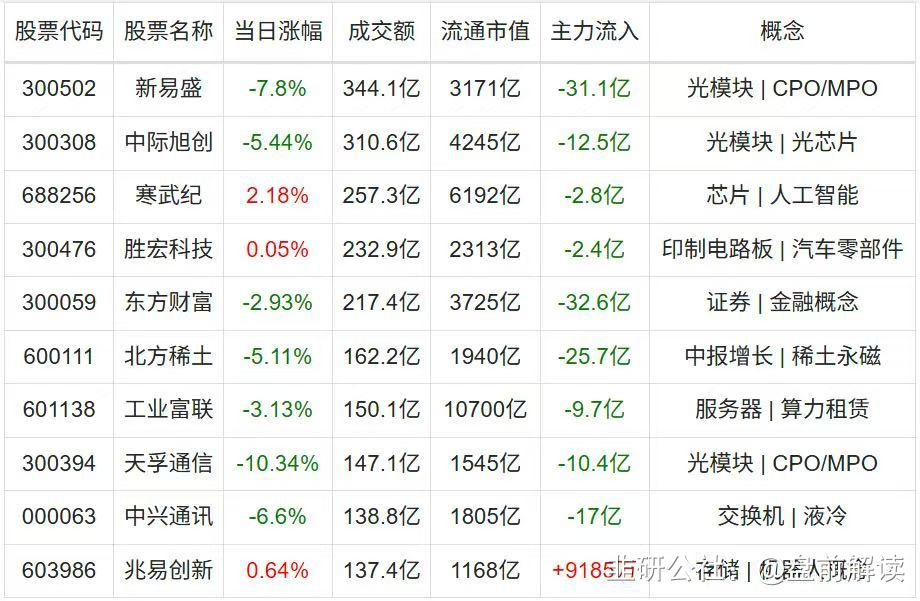 股票代码 股票名称 当日涨幅 成交额 流通市值 主力流入 概念
300502 新易盛 -7.8% 344.1亿 3171亿 -31.1亿 光模块 | CPO/MPO
300308 中际旭创 -5.44% 310.6亿 4245亿 -12.5亿 光模块 | 光芯片
688256 寒武纪 2.18% 257.3亿 6192亿 -2.8亿 芯片 | 人工智能
300476 胜宏科技 0.05% 232.9亿 2313亿 -2.4亿 印制电路板 | 汽车零部件
300059 东方财富 -2.93% 217.4亿 3725亿 -32.6亿 证券 | 金融概念
600111 北方稀土 -5.11% 162.2亿 1940亿 -25.7亿 中报增长 | 稀土永磁
601138 工业富联 -3.13% 150.1亿 10700亿 -9.7亿 服务器 | 算力租赁
300394 天孚通信 -10.34% 147.1亿 1545亿 -10.4亿 光模块 | CPO/MPO
000063 中兴通讯 -6.6% 138.8亿 1805亿 -17亿 交换机 | 液冷
603986 兆易创新 0.64% 137.4亿 1168亿 +9185万 存储 | 机器人概念
韭研公社 @盘前解读